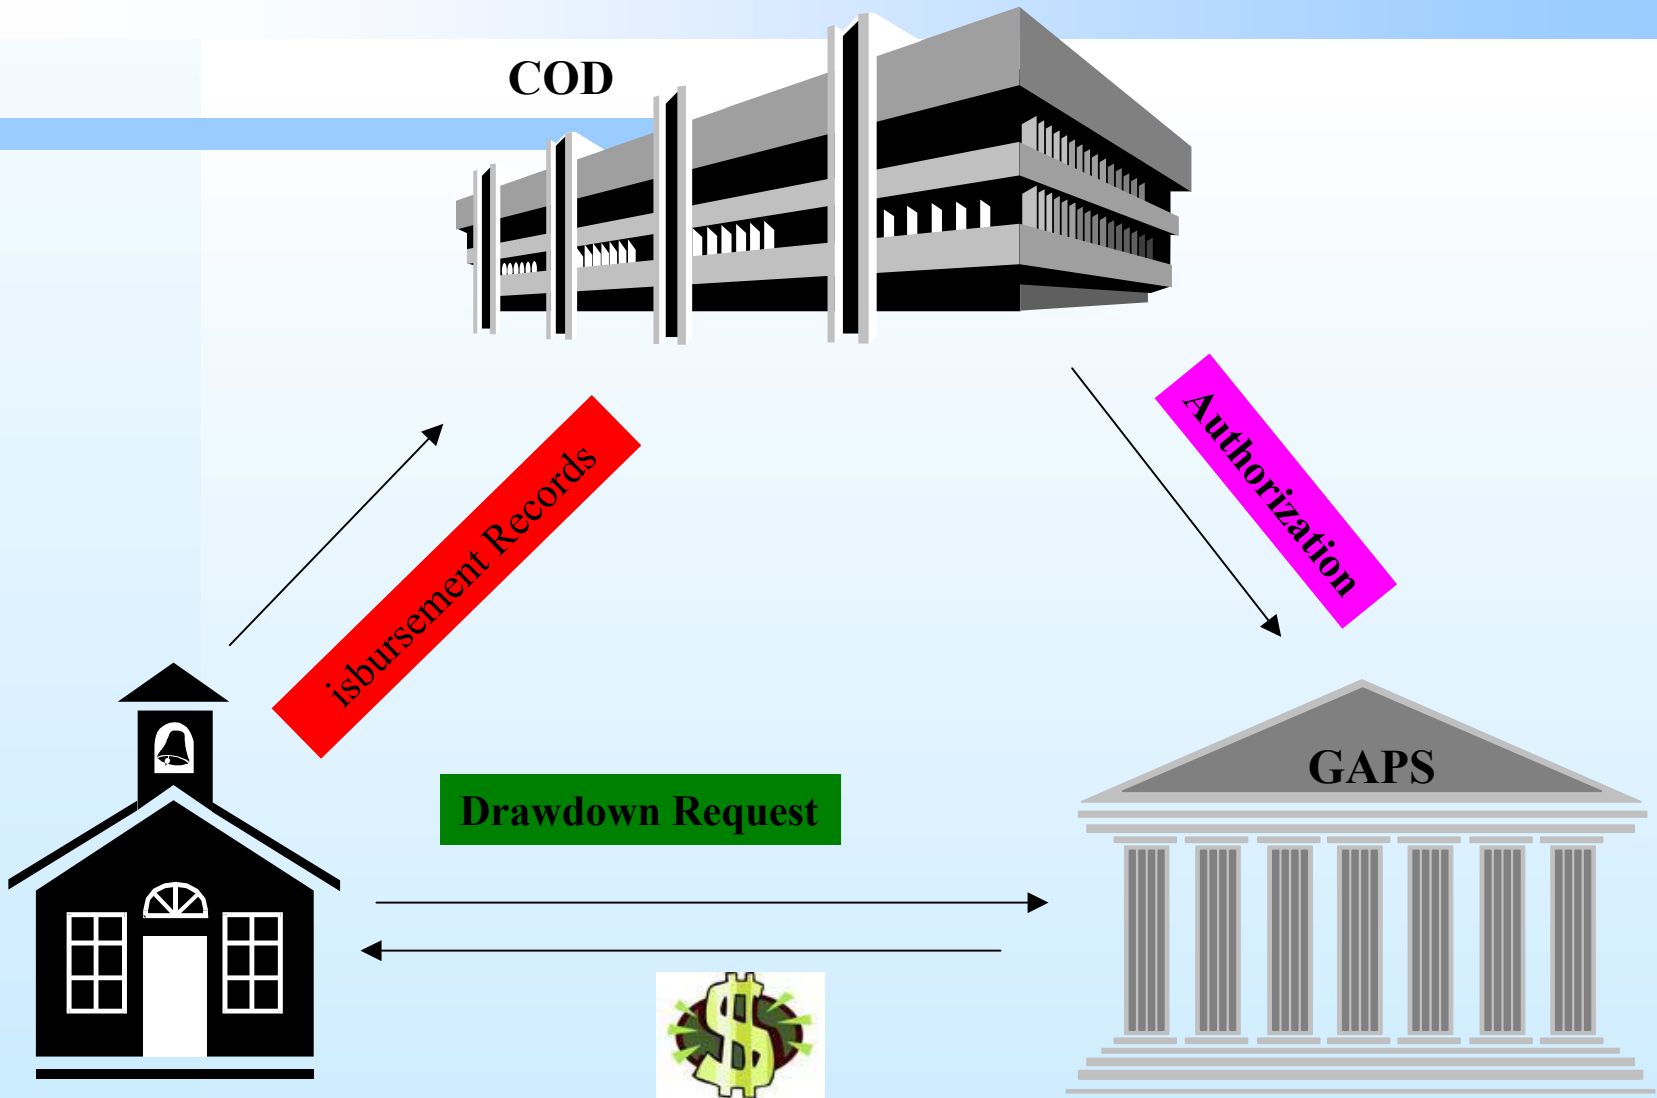 COD
Authorization
isbursement Records
GAPS
Drawdown Request